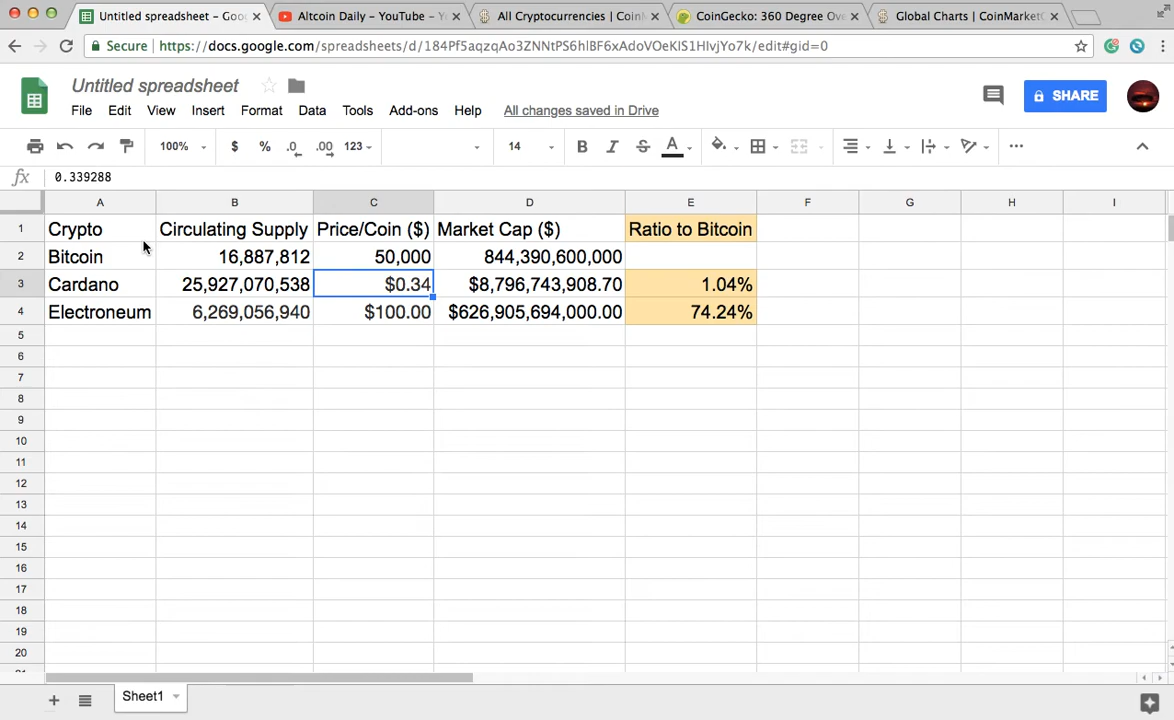 Untitled spreadsheet - Goo
Altcoin Daily - YouTube - Y
All Cryptocurrencies | Coin
CoinGecko: 360 Degree Ov
Global Charts | CoinMarketC
Secure
https://docs.google.com/spreadsheets/d/184Pf5aqzqAo3ZNNtPS6hlBF6xAdoVOeKlS1HIvjYo7k/edit#gid=0
Untitled spreadsheet
File Edit View Insert Format Data Tools Add-ons Help All changes saved in Drive
SHARE
100% $ % .0 .00 123 14 B I S A
fx 0.339288
A B C D E F G H I
1 Crypto Circulating Supply Price/Coin ($) Market Cap ($) Ratio to Bitcoin
2 Bitcoin 16,887,812 50,000 844,390,600,000
3 Cardano 25,927,070,538 $0.34 $8,796,743,908.70 1.04%
4 Electroneum 6,269,056,940 $100.00 $626,905,694,000.00 74.24%
5
6
7
8
9
10
11
12
13
14
15
16
17
18
19
20
Sheet1